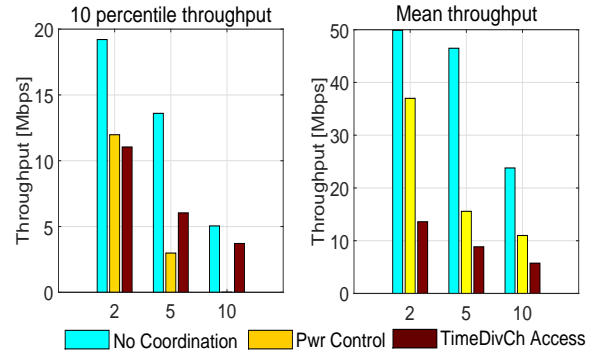 10 percentile throughput
Mean throughput
Throughput [Mbps]
20
15
10
5
0
2
5
10
Throughput [Mbps]
50
40
30
20
10
0
2
5
10
No Coordination
Pwr Control
TimeDivCh Access